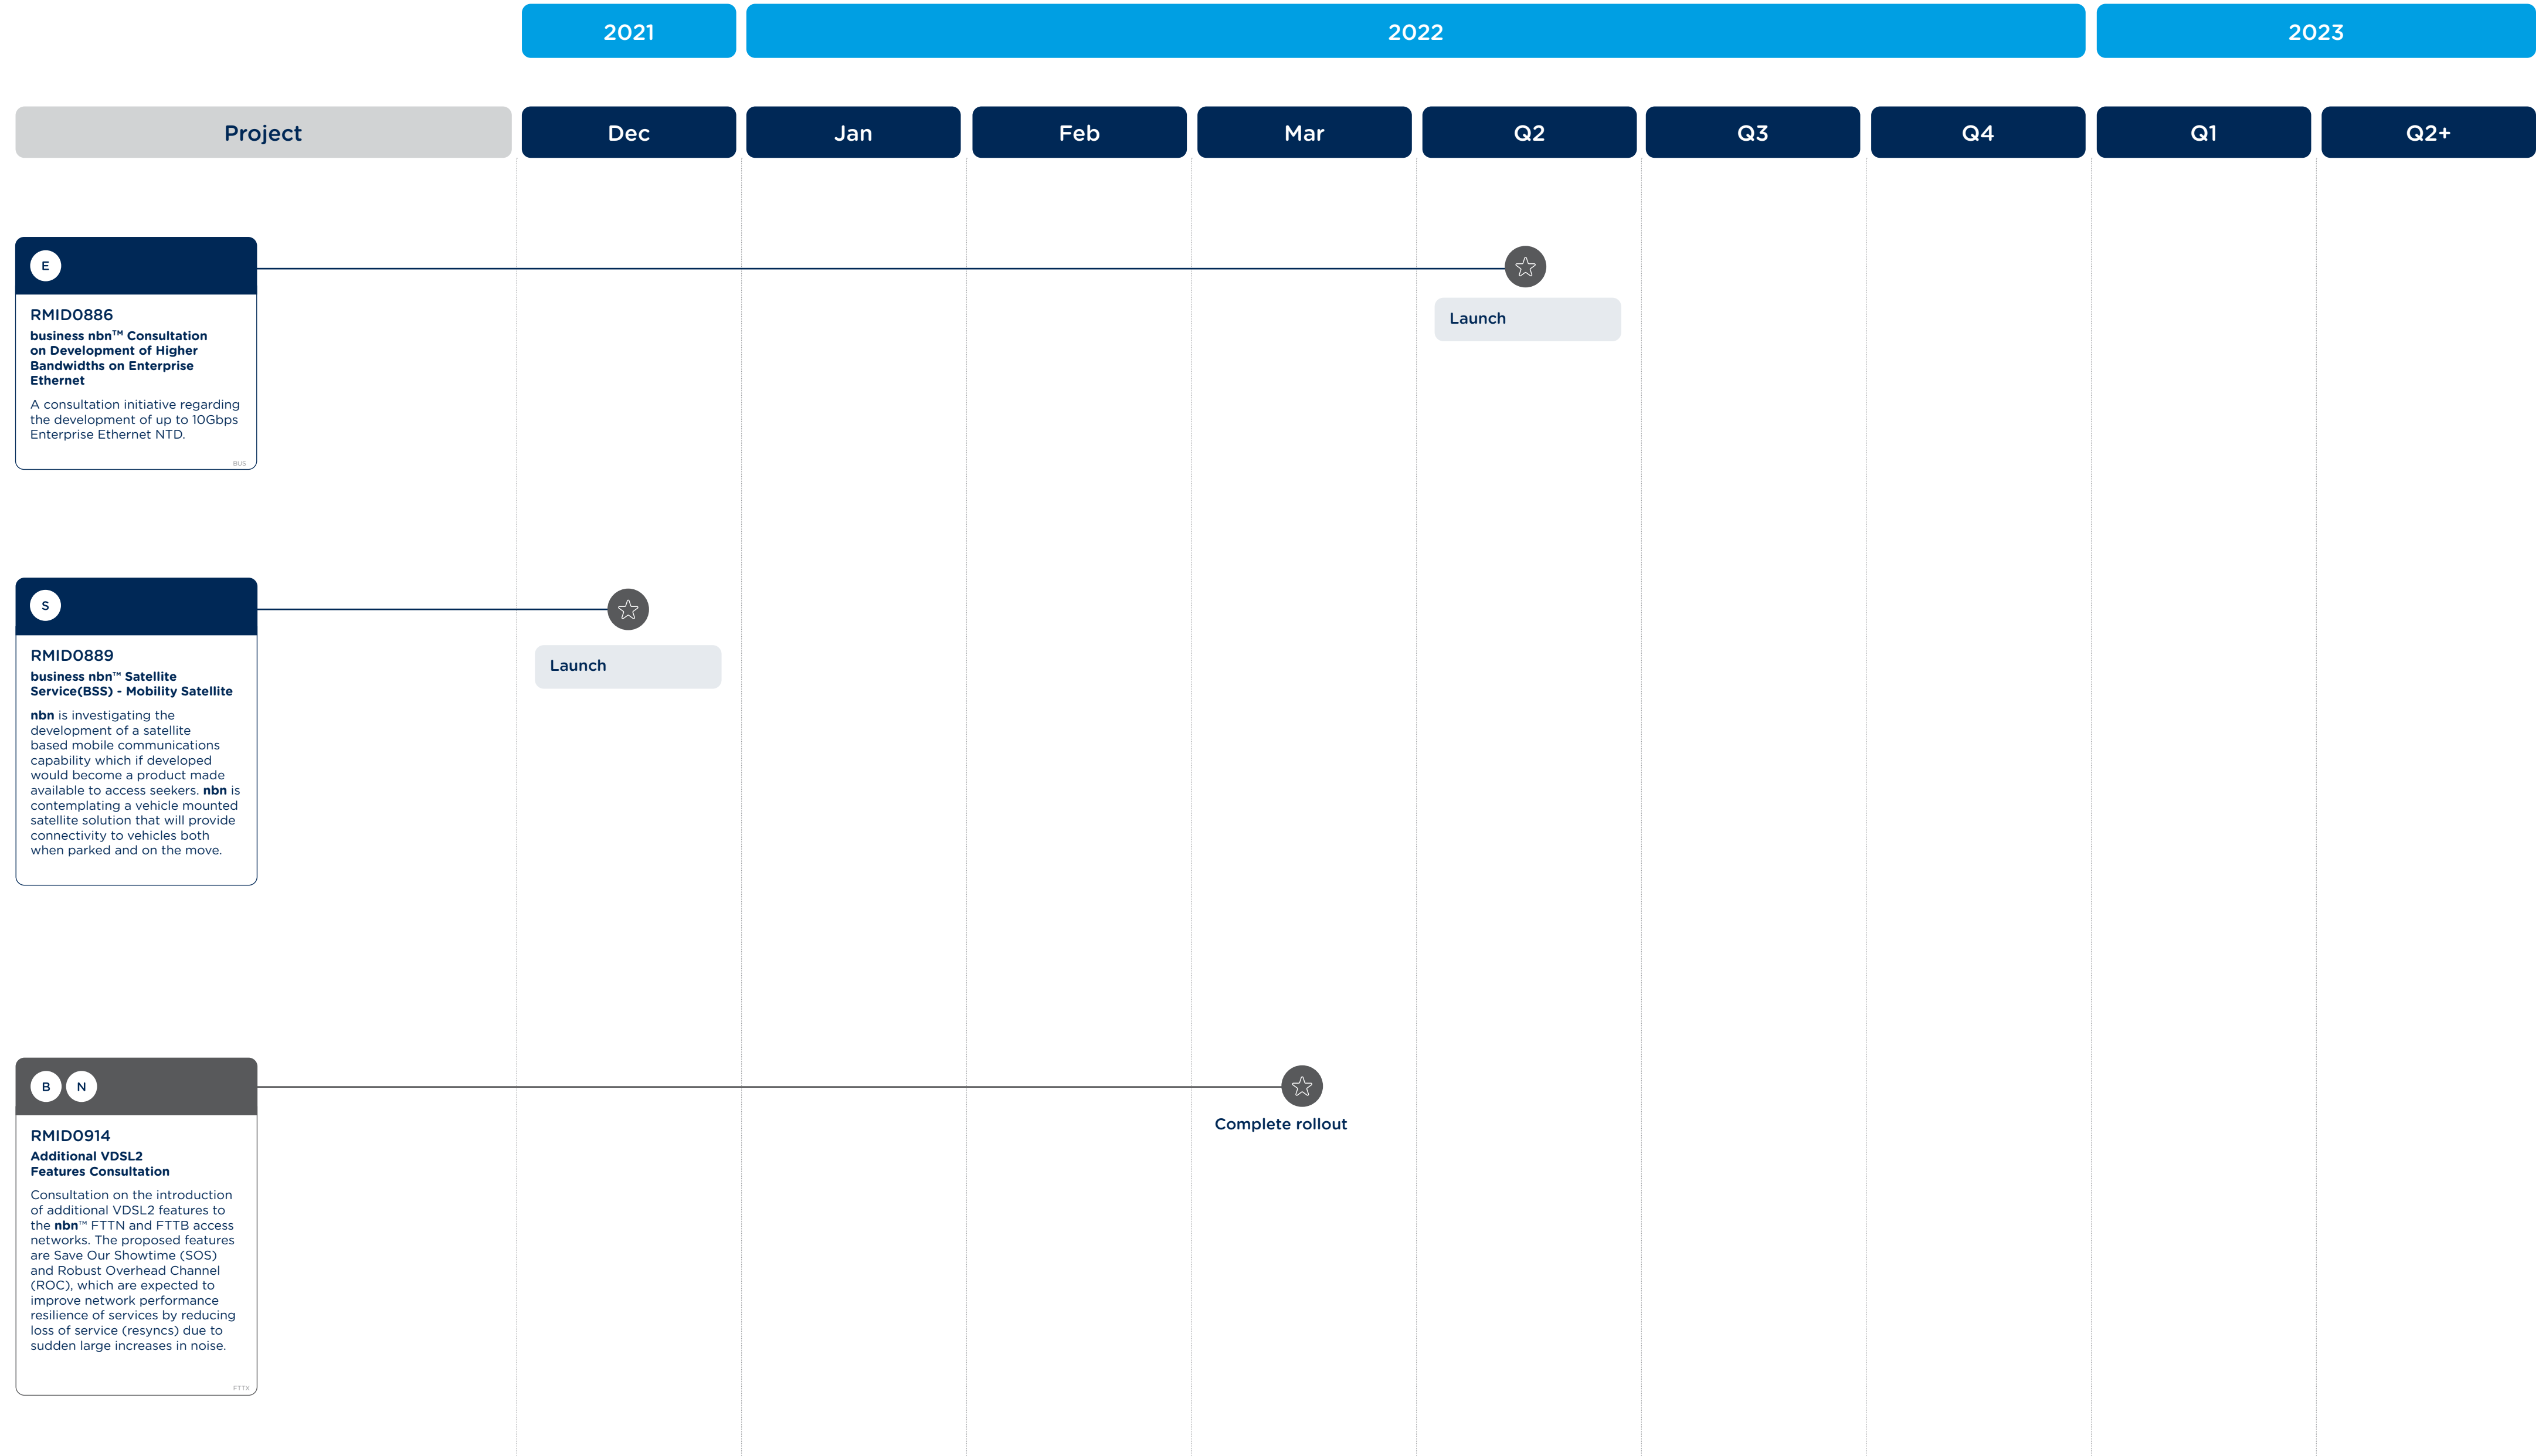 2021
2022
2023
Project
Dec
Jan
Feb
Mar
Q2
Q3
Q4
Q1
Q2+
E
RMID0886
business nbn™ Consultation
on Development of Higher
Bandwidths on Enterprise
Ethernet
A consultation initiative regarding
the development of up to 10Gbps
Enterprise Ethernet NTD.
BUS
Launch
S
RMID0889
business nbn™ Satellite
Service(BSS) - Mobility Satellite
nbn is investigating the
development of a satellite
based mobile communications
capability which if developed
would become a product made
available to access seekers. nbn is
contemplating a vehicle mounted
satellite solution that will provide
connectivity to vehicles both
when parked and on the move.
Launch
B
N
RMID0914
Additional VDSL2
Features Consultation
Consultation on the introduction
of additional VDSL2 features to
the nbn™ FTTN and FTTB access
networks. The proposed features
are Save Our Showtime (SOS)
and Robust Overhead Channel
(ROC), which are expected to
improve network performance
resilience of services by reducing
loss of service (resyncs) due to
sudden large increases in noise.
FTTX
Complete rollout